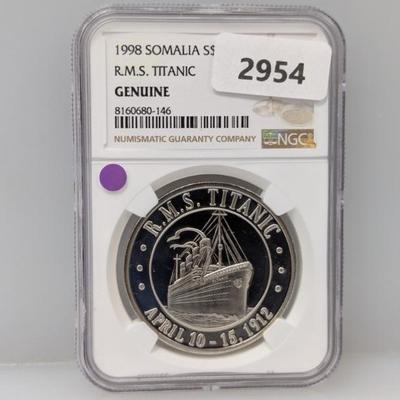 1998 SOMALIA S$
R.M.S. TITANIC
GENUINE
8160680-146
NUMISMATIC GUARANTY COMPANY
NGC
2954
R.M.S. TITANIC
APRIL 10 - 15, 1912